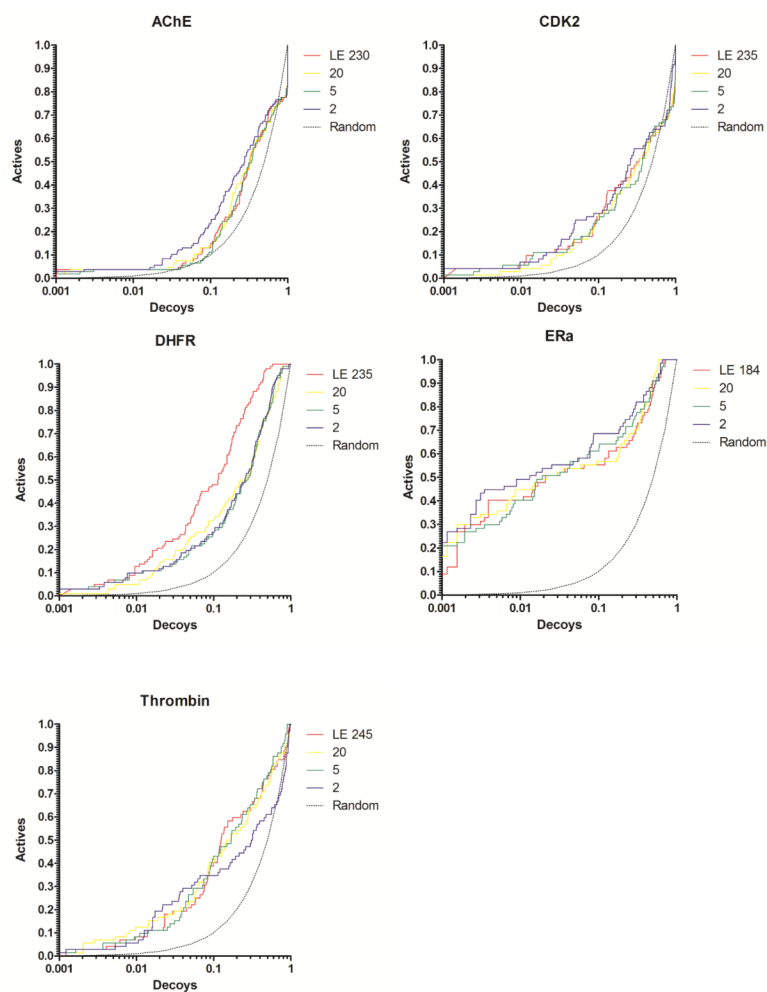 AChE
1.0
0.9
0.8
0.7
0.6
0.5
0.4
0.3
0.2
0.1
0.0
Actives
0.001 0.01 0.1 1
Decoys
LE 230
20
5
2
Random
CDK2
1.0
0.9
0.8
0.7
0.6
0.5
0.4
0.3
0.2
0.1
0.0
Actives
0.001 0.01 0.1 1
Decoys
LE 235
20
5
2
Random
DHFR
1.0
0.9
0.8
0.7
0.6
0.5
0.4
0.3
0.2
0.1
0.0
Actives
0.001 0.01 0.1 1
Decoys
LE 235
20
5
2
Random
ERa
1.0
0.9
0.8
0.7
0.6
0.5
0.4
0.3
0.2
0.1
0.0
Actives
0.001 0.01 0.1 1
Decoys
LE 184
20
5
2
Random
Thrombin
1.0
0.9
0.8
0.7
0.6
0.5
0.4
0.3
0.2
0.1
0.0
Actives
0.001 0.01 0.1 1
Decoys
LE 245
20
5
2
Random